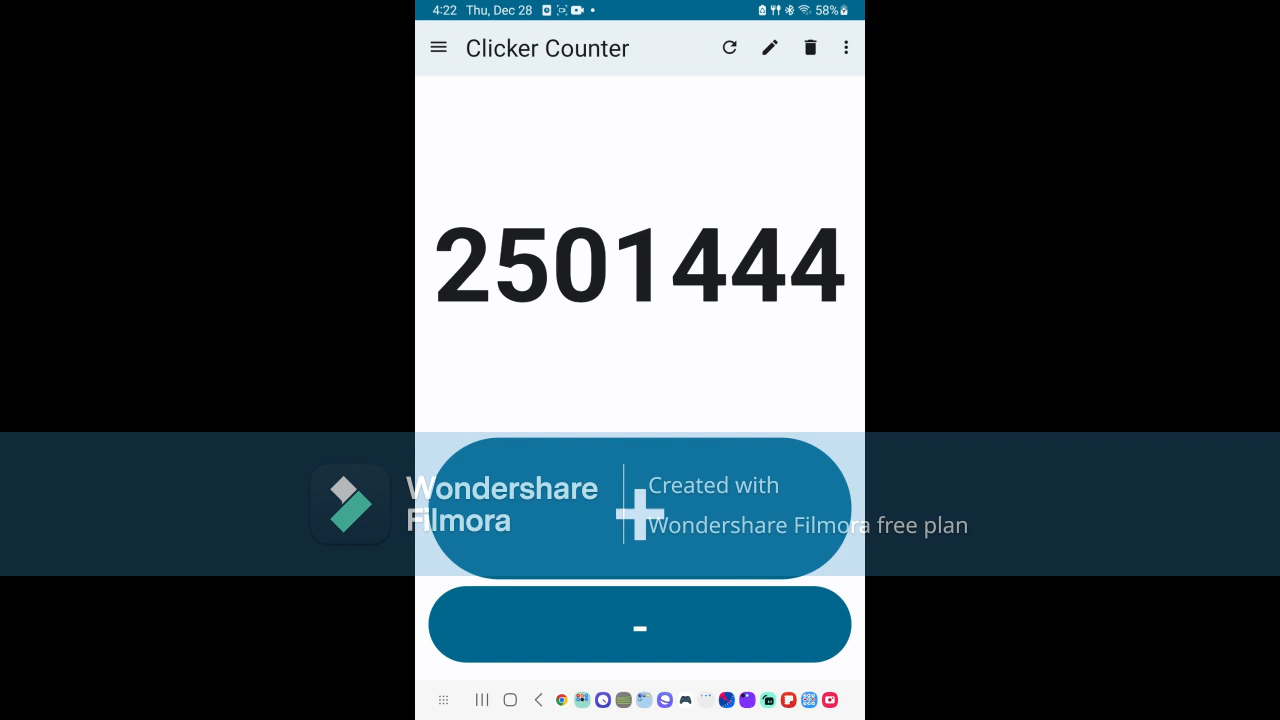 4:22 Thu, Dec 28 58%
Clicker Counter
2501444
+
Wondershare
Filmora
Created with
Wondershare Filmora free plan
-